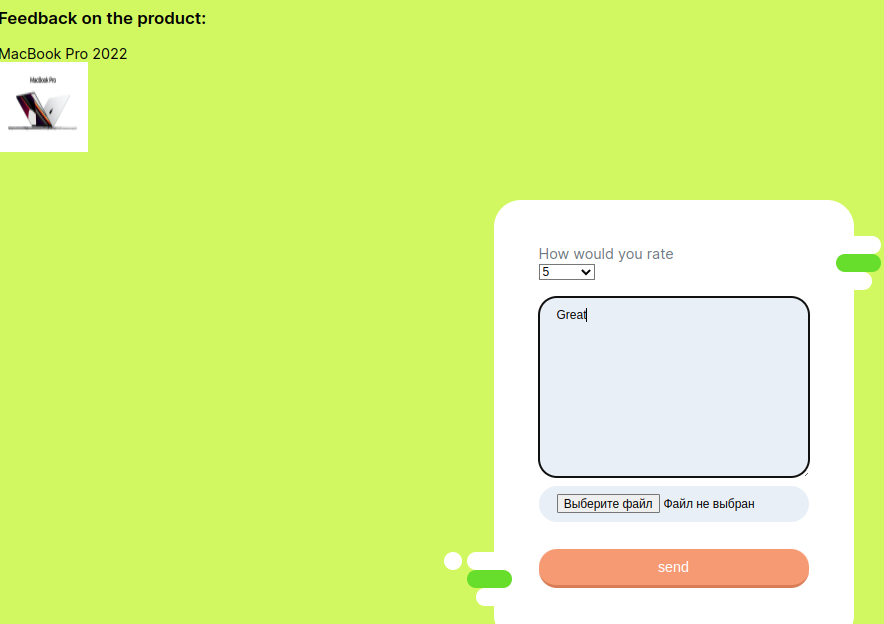 Feedback on the product:
MacBook Pro 2022
MacBook Pro
How would you rate
5
Great
Выберите файл Файл не выбран
send